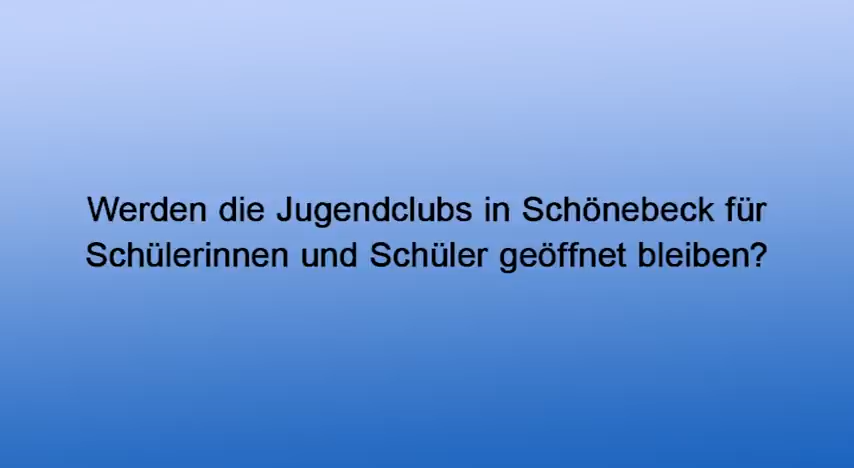 Werden die Jugendclubs in Schönebeck für
Schülerinnen und Schüler geöffnet bleiben?